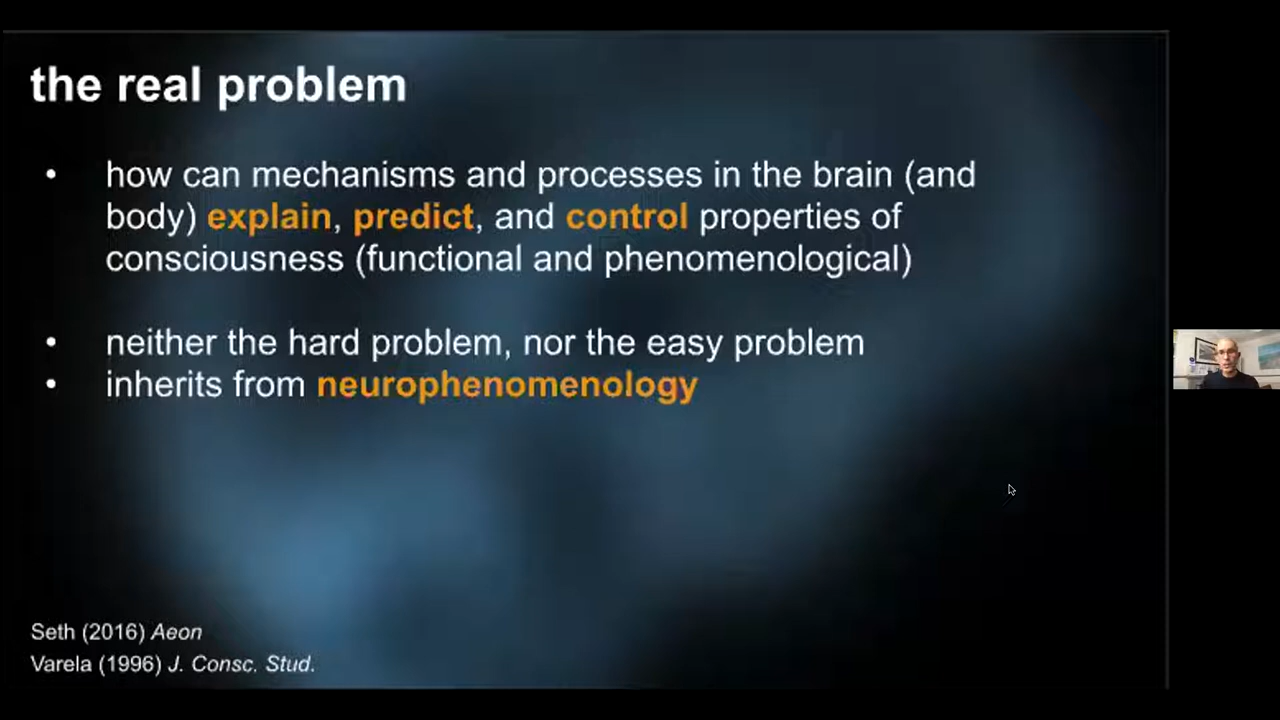 the real problem
• how can mechanisms and processes in the brain (and
body) explain, predict, and control properties of
consciousness (functional and phenomenological)
• neither the hard problem, nor the easy problem
• inherits from neurophenomenology
Seth (2016) Aeon
Varela (1996) J. Consc. Stud.